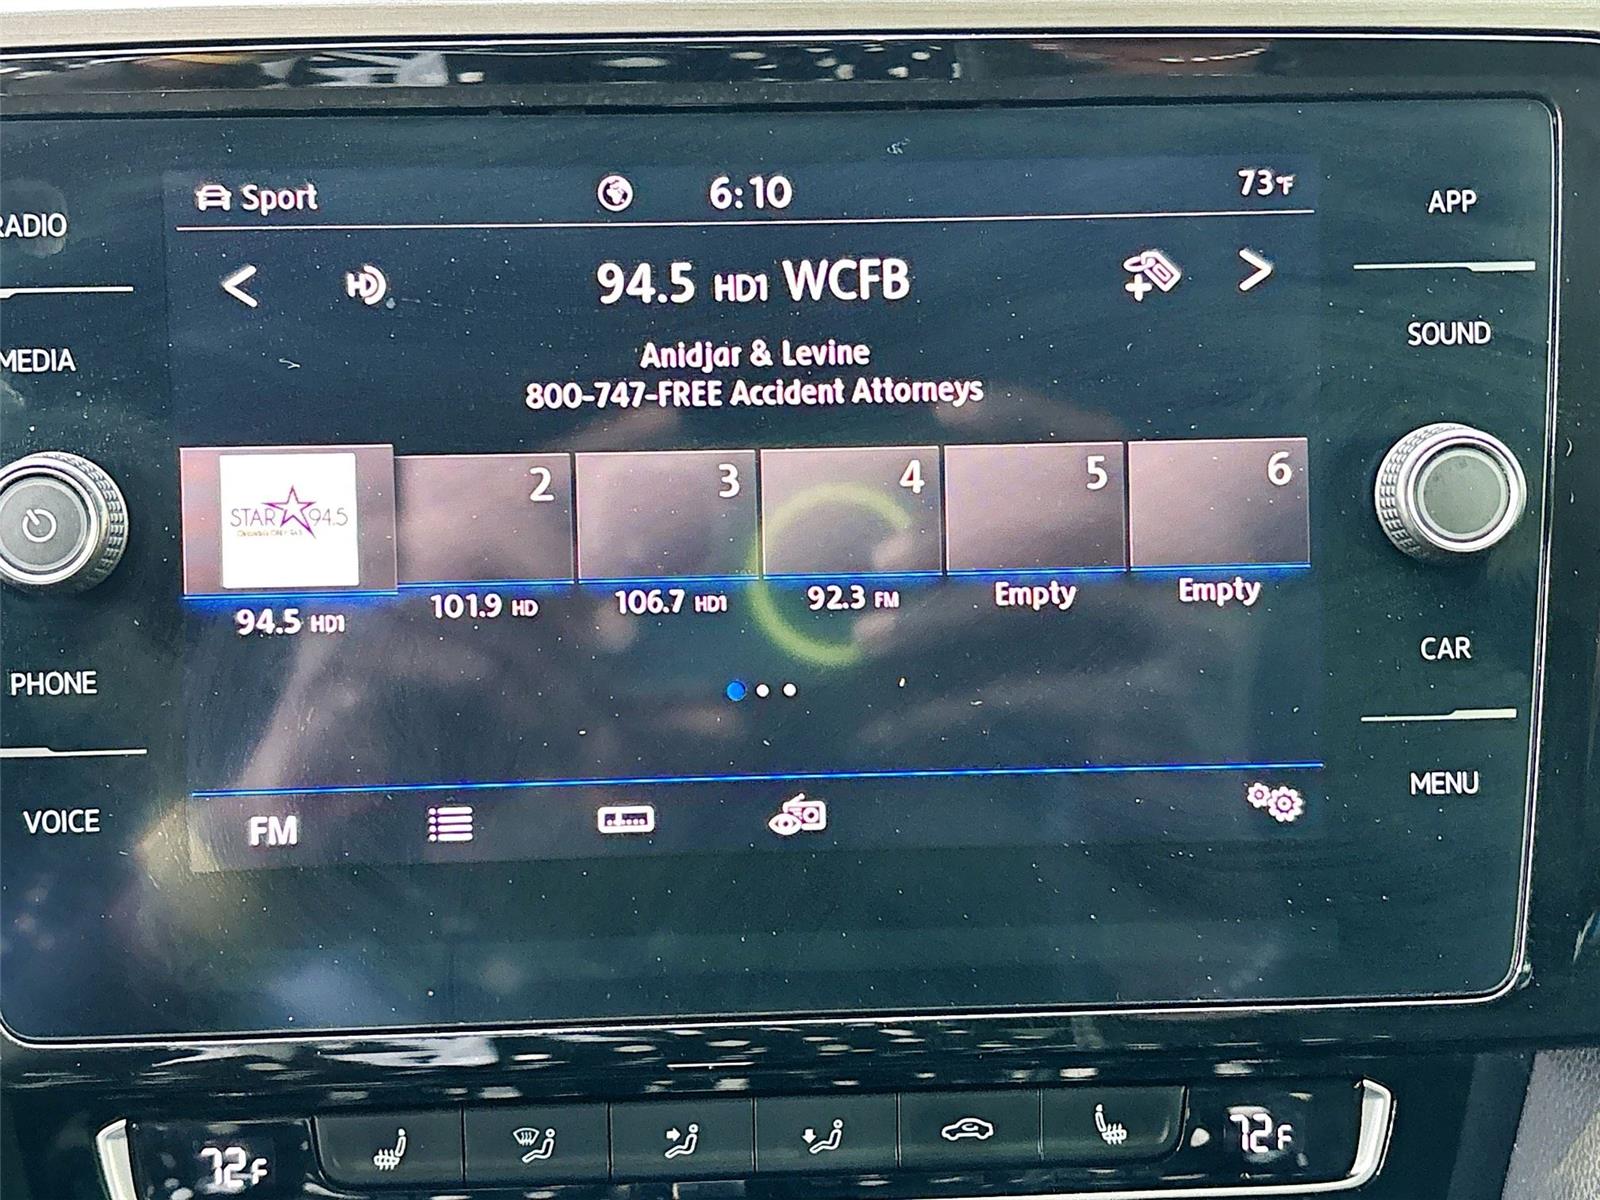 Sport 6:10 73°F
RADIO
APP
94.5 HD1 WCFB
HD
MEDIA
SOUND
Anidjar & Levine
800-747-FREE Accident Attorneys
STAR 94.5
2
3
4
5
6
94.5 HD1
101.9 HD
106.7 HD1
92.3 FM
Empty
Empty
PHONE
CAR
VOICE
MENU
FM
72°F
72°F